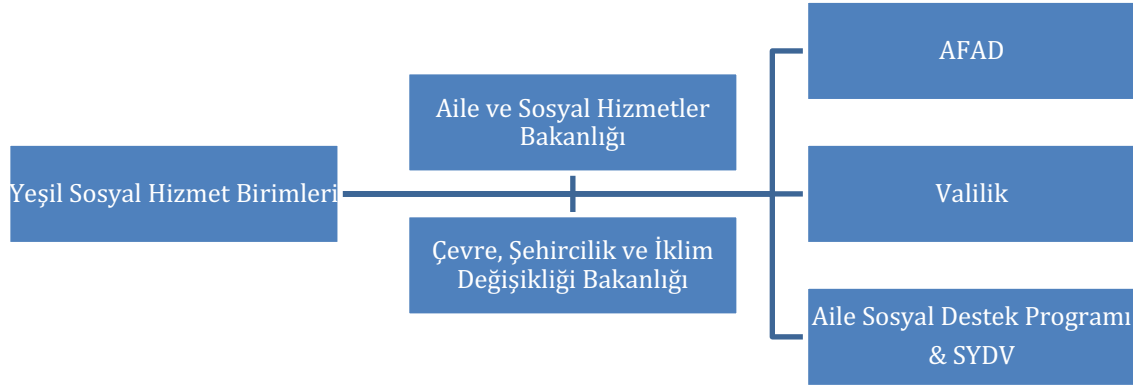 Yeşil Sosyal Hizmet Birimleri
Aile ve Sosyal Hizmetler
Bakanlığı
Çevre, Şehircilik ve İklim
Değişikliği Bakanlığı
AFAD
Valilik
Aile Sosyal Destek Programı
& SYDV